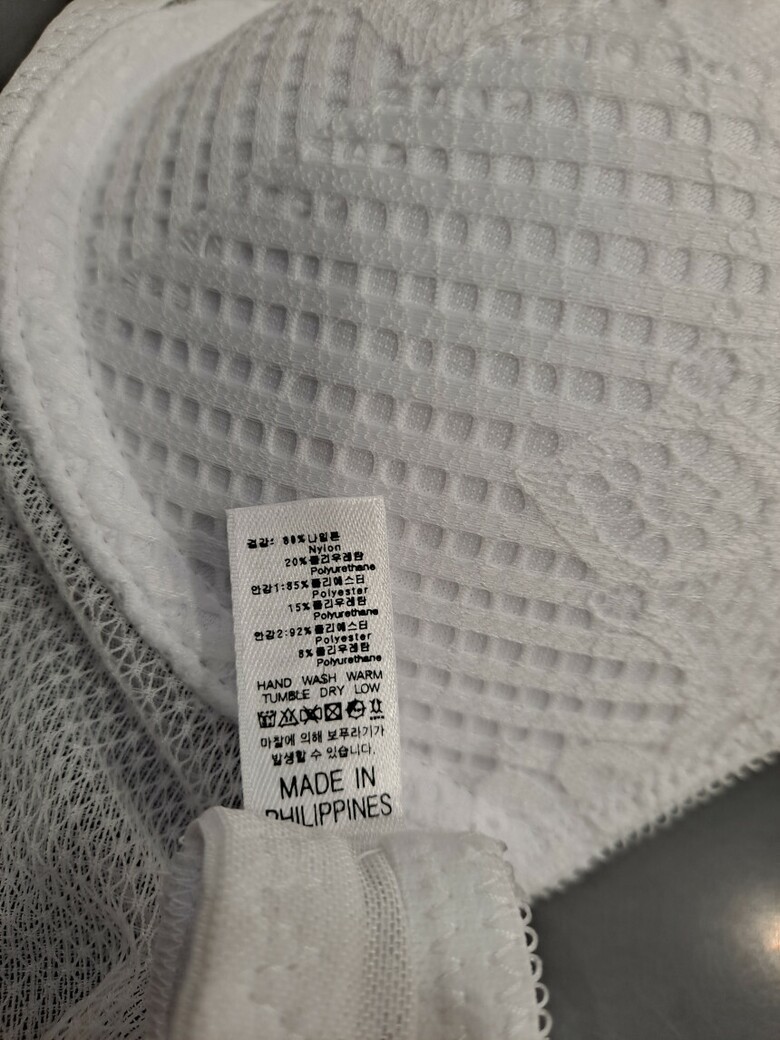 겉감: 80%나일론
Nylon
20%폴리우레탄
Polyurethane
안감1:85%폴리에스터
Polyester
15%폴리우레탄
Polyurethane
안감2:92%폴리에스터
Polyester
8%폴리우레탄
Polyurethane
HAND WASH WARM
TUMBLE DRY LOW
마찰에 의해 보푸라기가
발생할 수 있습니다.
MADE IN
PHILIPPINES